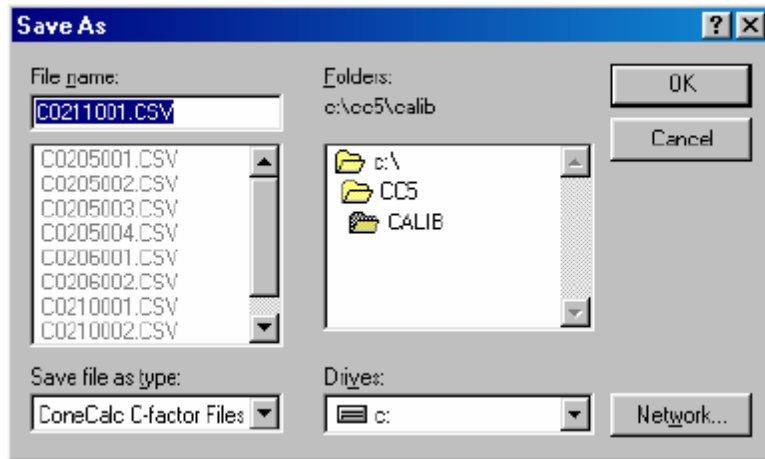 Save As
File name:
C0211001.CSV
C0205001.CSV
C0205002.CSV
C0205003.CSV
C0205004.CSV
C0206001.CSV
C0206002.CSV
C0210001.CSV
C0210002.CSV
Save file as type:
ConeCalc C-factor Files
Folders:
c:\cc5\calib
c:\
CC5
CALIB
Drives:
c:
OK
Cancel
Network...